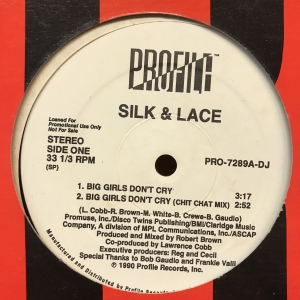 PROFILE
SILK & LACE
Loaned For
Promotional Use Only
Not For Sale
STEREO
SIDE ONE
33 1/3 RPM
(SP)
PRO-7289A-DJ
1. BIG GIRLS DON'T CRY 3:17
2. BIG GIRLS DON'T CRY (CHIT CHAT MIX) 2:52
(L. Cobb-R. Brown-M. White-B. Crewe-B. Gaudio)
Promuse, Inc./Disco Twins Publishing/BMI/Claridge Music
Company, A division of MPL Communications, Inc./ASCAP
Produced and Mixed by Robert Brown
Co-produced by Lawrence Cobb
Executive producers: Reg and Cecil
Special Thanks to Bob Gaudio and Frankie Valli
℗ 1990 Profile Records, Inc.
Manufactured and Distributed by Profile Records, Inc.